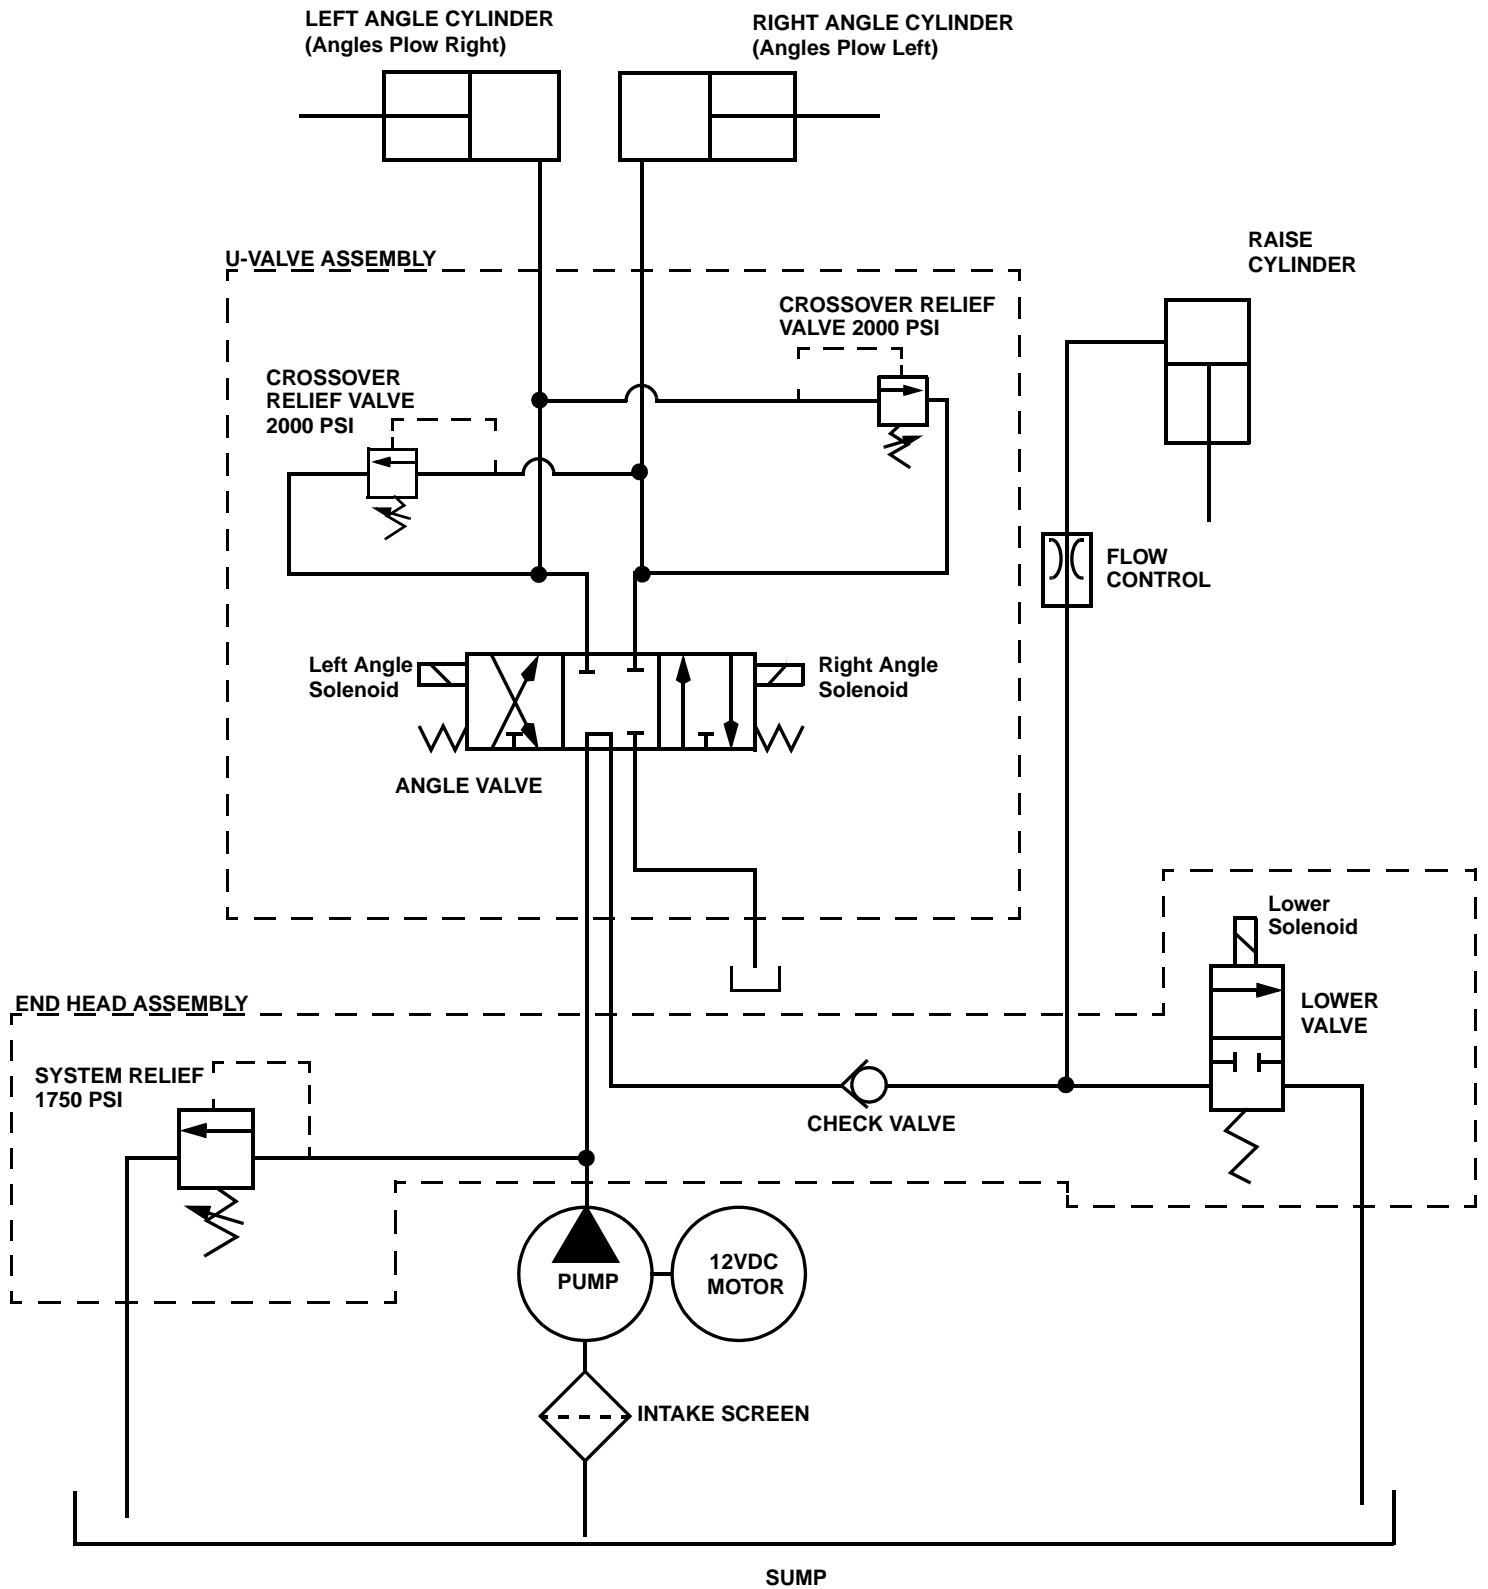 LEFT ANGLE CYLINDER
(Angles Plow Right)
RIGHT ANGLE CYLINDER
(Angles Plow Left)
RAISE
CYLINDER
U-VALVE ASSEMBLY
CROSSOVER RELIEF
VALVE 2000 PSI
CROSSOVER
RELIEF VALVE
2000 PSI
FLOW
CONTROL
Left Angle
Solenoid
Right Angle
Solenoid
ANGLE VALVE
Lower
Solenoid
LOWER
VALVE
END HEAD ASSEMBLY
SYSTEM RELIEF
1750 PSI
CHECK VALVE
PUMP
12VDC
MOTOR
INTAKE SCREEN
SUMP